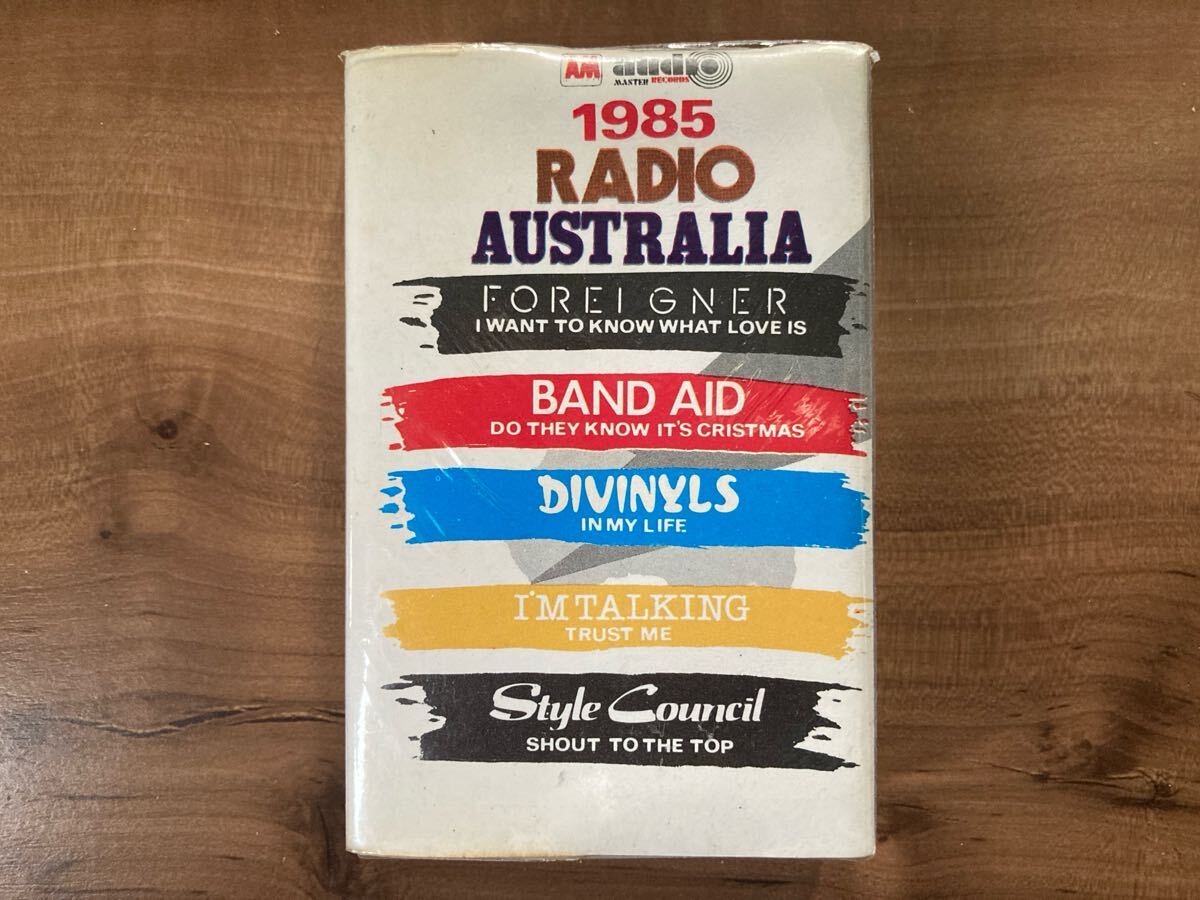 AM audio
MASTER RECORDS
1985
RADIO
AUSTRALIA
FOREIGNER
I WANT TO KNOW WHAT LOVE IS
BAND AID
DO THEY KNOW IT'S CRISTMAS
DIVINYLS
IN MY LIFE
I'M TALKING
TRUST ME
Style Council
SHOUT TO THE TOP